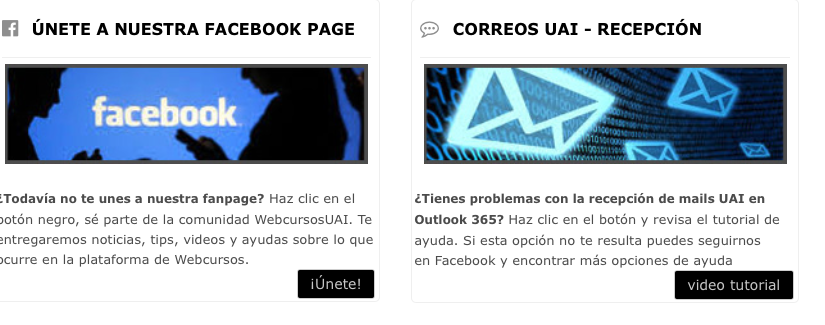 ÚNETE A NUESTRA FACEBOOK PAGE
facebook
¿Todavía no te unes a nuestra fanpage? Haz clic en el
botón negro, sé parte de la comunidad WebcursosUAI. Te
entregaremos noticias, tips, videos y ayudas sobre lo que
ocurre en la plataforma de Webcursos.
¡Únete!
CORREOS UAI - RECEPCIÓN
¿Tienes problemas con la recepción de mails UAI en
Outlook 365? Haz clic en el botón y revisa el tutorial de
ayuda. Si esta opción no te resulta puedes seguirnos
en Facebook y encontrar más opciones de ayuda
video tutorial